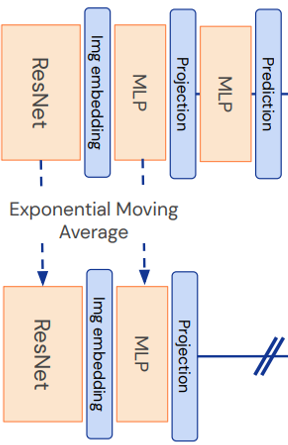 ResNet
Img embedding
MLP
Projection
MLP
Prediction
Exponential Moving
Average
ResNet
Img embedding
MLP
Projection